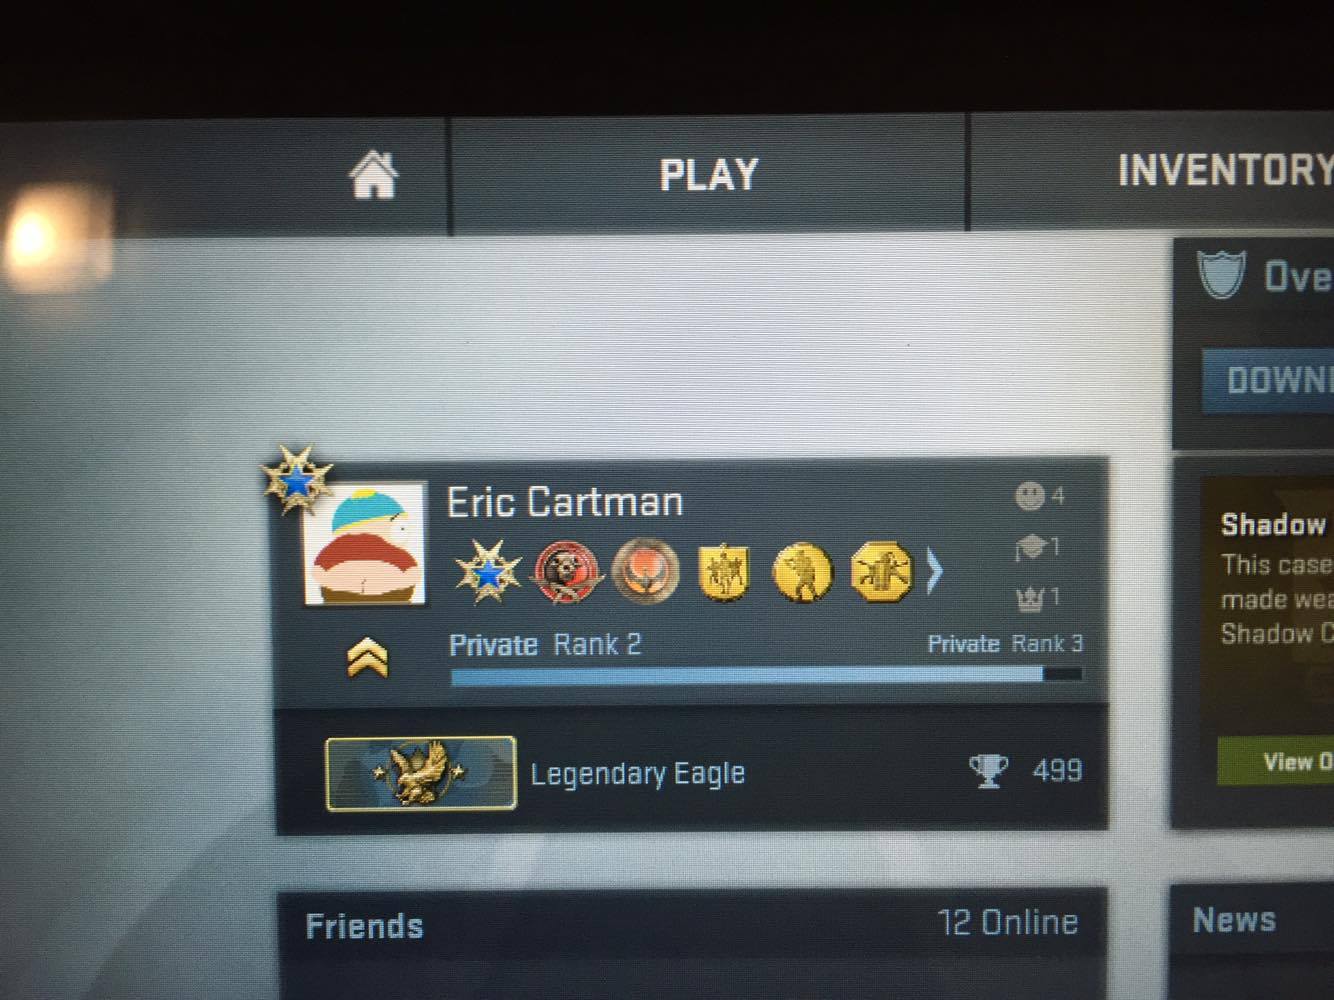 PLAY
INVENTORY
Ove
DOWN
Eric Cartman
4
1
1
Private Rank 2
Private Rank 3
Legendary Eagle
499
Shadow
This case
made wea
Shadow C
View O
Friends
12 Online
News